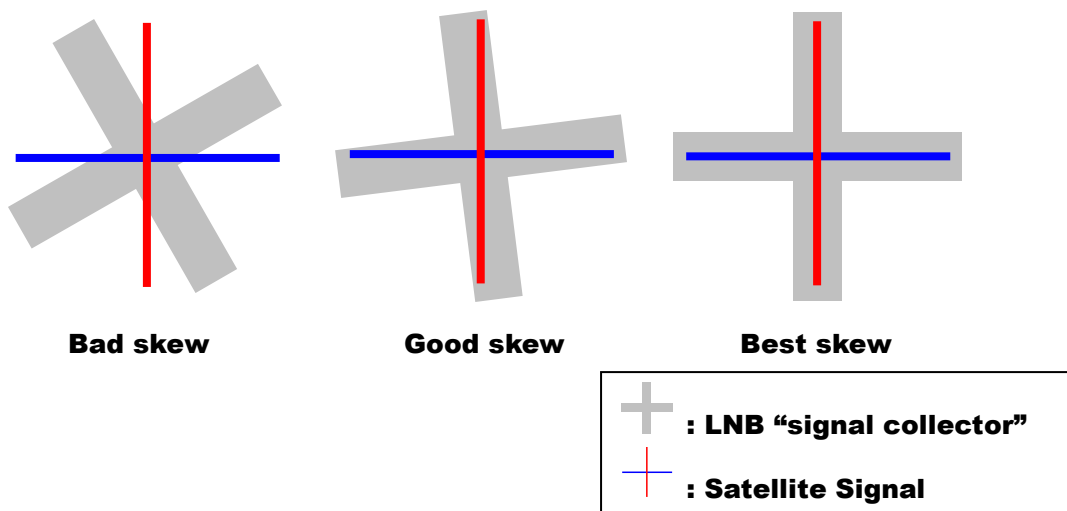 Bad skew
Good skew
Best skew
: LNB “signal collector”
: Satellite Signal